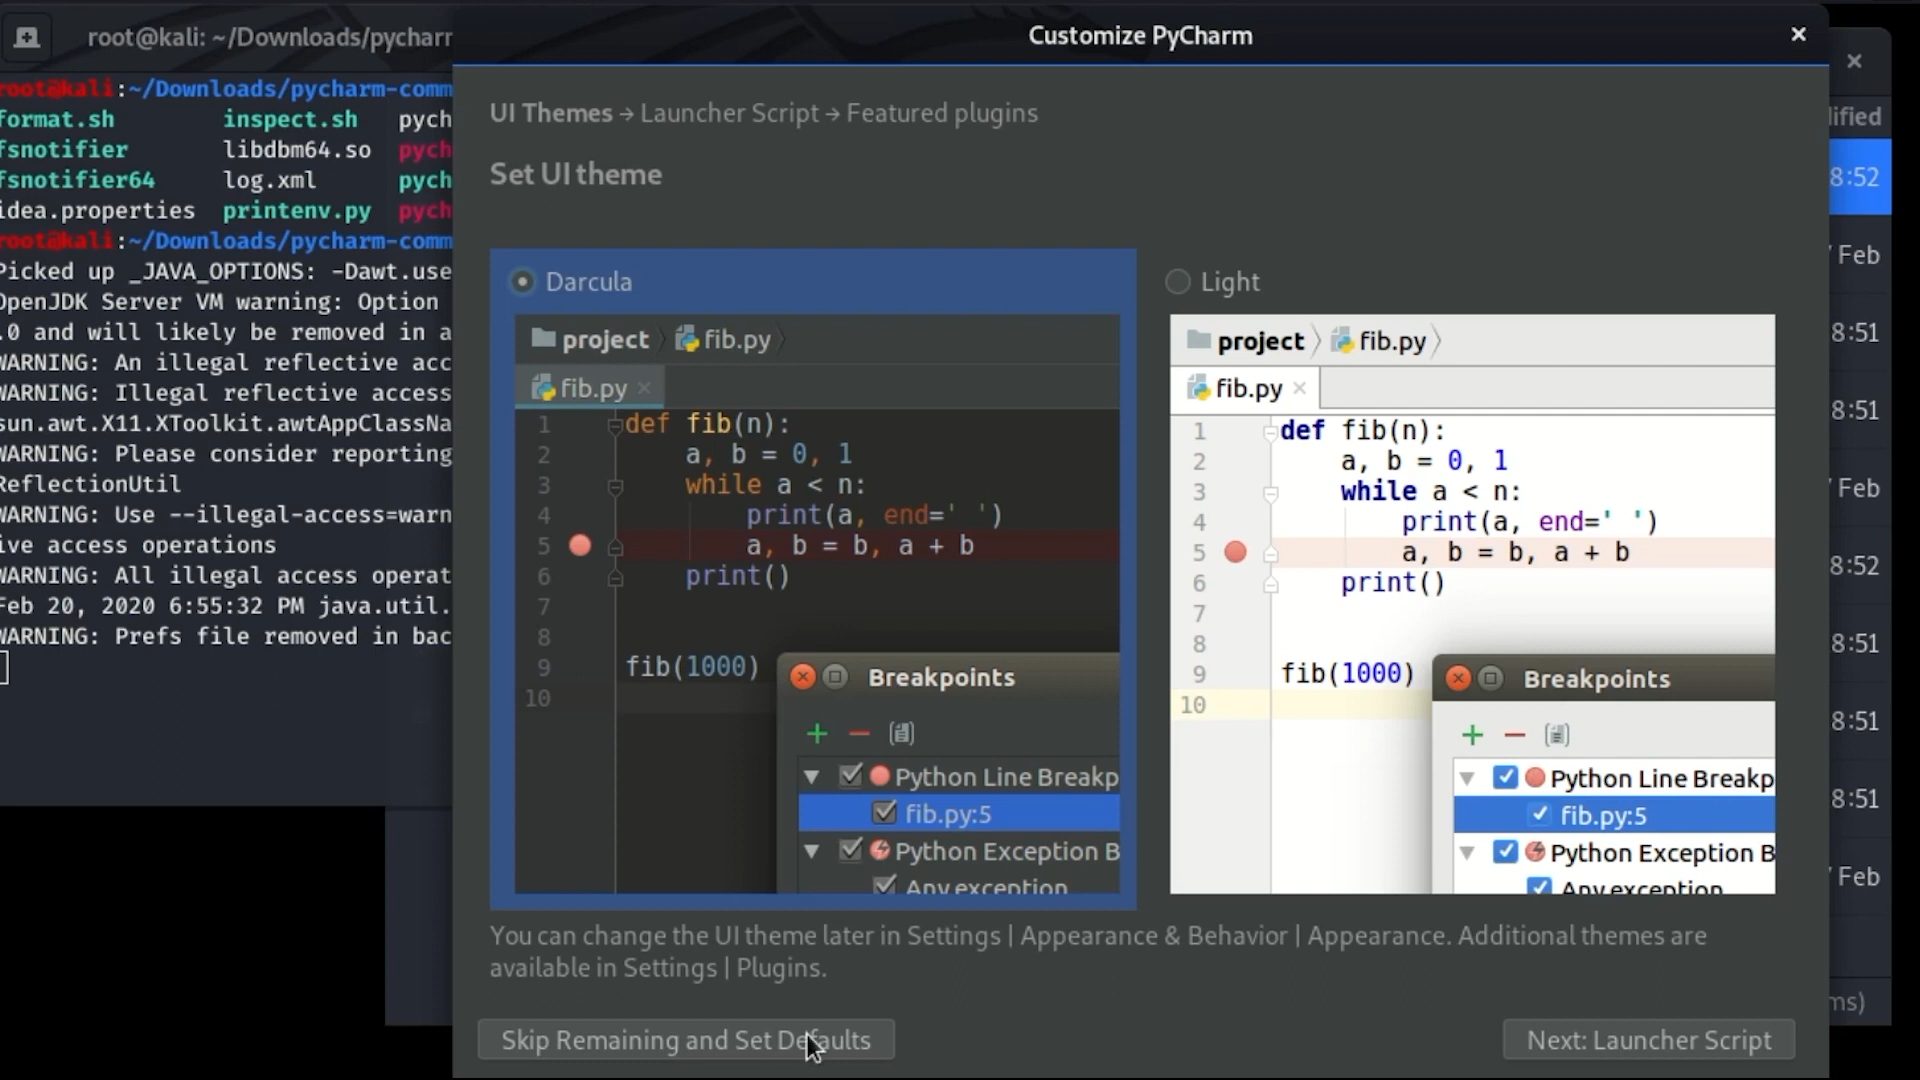 root@kali: ~/Downloads/pycharm
root@kali:~/Downloads/pycharm-comm
format.sh inspect.sh pych
fsnotifier libdbm64.so pych
fsnotifier64 log.xml pych
idea.properties printenv.py pych
root@kali:~/Downloads/pycharm-comm
Picked up _JAVA_OPTIONS: -Dawt.use
OpenJDK Server VM warning: Option
.0 and will likely be removed in a
WARNING: An illegal reflective acc
WARNING: Illegal reflective access
sun.awt.X11.XToolkit.awtAppClassNa
WARNING: Please consider reporting
ReflectionUtil
WARNING: Use --illegal-access=warn
ive access operations
WARNING: All illegal access operat
Feb 20, 2020 6:55:32 PM java.util.
WARNING: Prefs file removed in bac
Customize PyCharm
UI Themes → Launcher Script → Featured plugins
Set UI theme
Darcula
project fib.py
fib.py
1 def fib(n):
2 a, b = 0, 1
3 while a < n:
4 print(a, end=' ')
5 a, b = b, a + b
6 print()
7
8
9 fib(1000)
10
Breakpoints
Python Line Breakp
fib.py:5
Python Exception B
Any exception
Light
project fib.py
fib.py
1 def fib(n):
2 a, b = 0, 1
3 while a < n:
4 print(a, end=' ')
5 a, b = b, a + b
6 print()
7
8
9 fib(1000)
10
Breakpoints
Python Line Breakp
fib.py:5
Python Exception B
Any exception
You can change the UI theme later in Settings | Appearance & Behavior | Appearance. Additional themes are
available in Settings | Plugins.
Skip Remaining and Set Defaults
Next: Launcher Script
ified
8:52
Feb
8:51
8:51
Feb
8:52
8:51
8:51
8:51
Feb
ms)